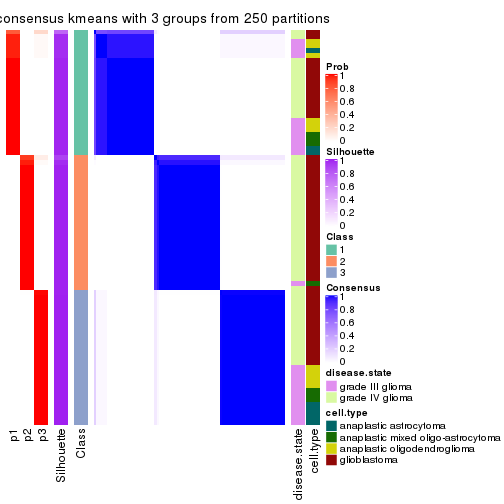 consensus kmeans with 3 groups from 250 partitions
Prob
1
0.8
0.6
0.4
0.2
0
Silhouette
1
0.8
0.6
0.4
0.2
0
Class
1
2
3
Consensus
1
0.8
0.6
0.4
0.2
0
disease.state
grade III glioma
grade IV glioma
cell.type
anaplastic astrocytoma
anaplastic mixed oligo-astrocytoma
anaplastic oligodendroglioma
glioblastoma
p1
p2
p3
Silhouette
Class
disease.state
cell.type